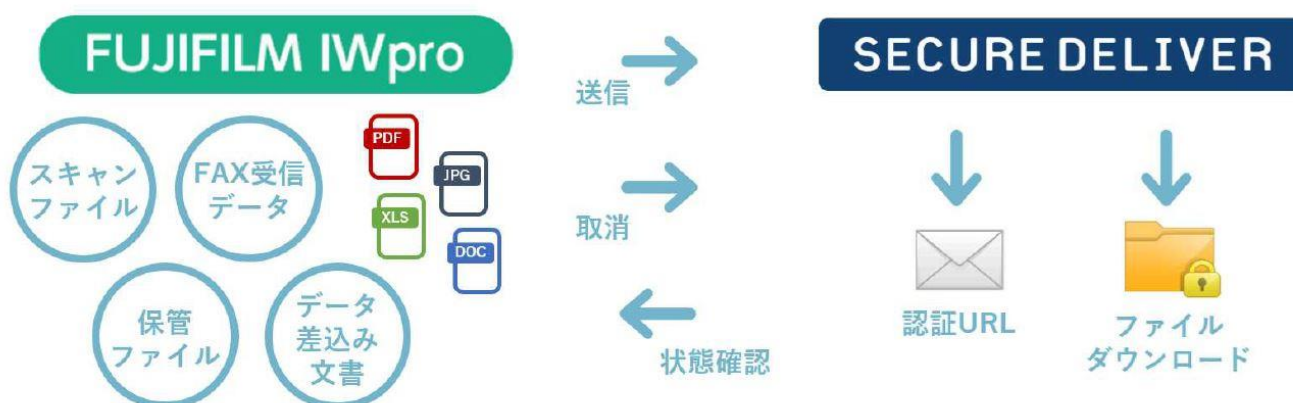 FUJIFILM IWpro
スキャン
ファイル
FAX受信
データ
PDF
JPG
XLS
DOC
保管
ファイル
データ
差込み
文書
送信
取消
状態確認
SECURE DELIVER
認証URL
ファイル
ダウンロード